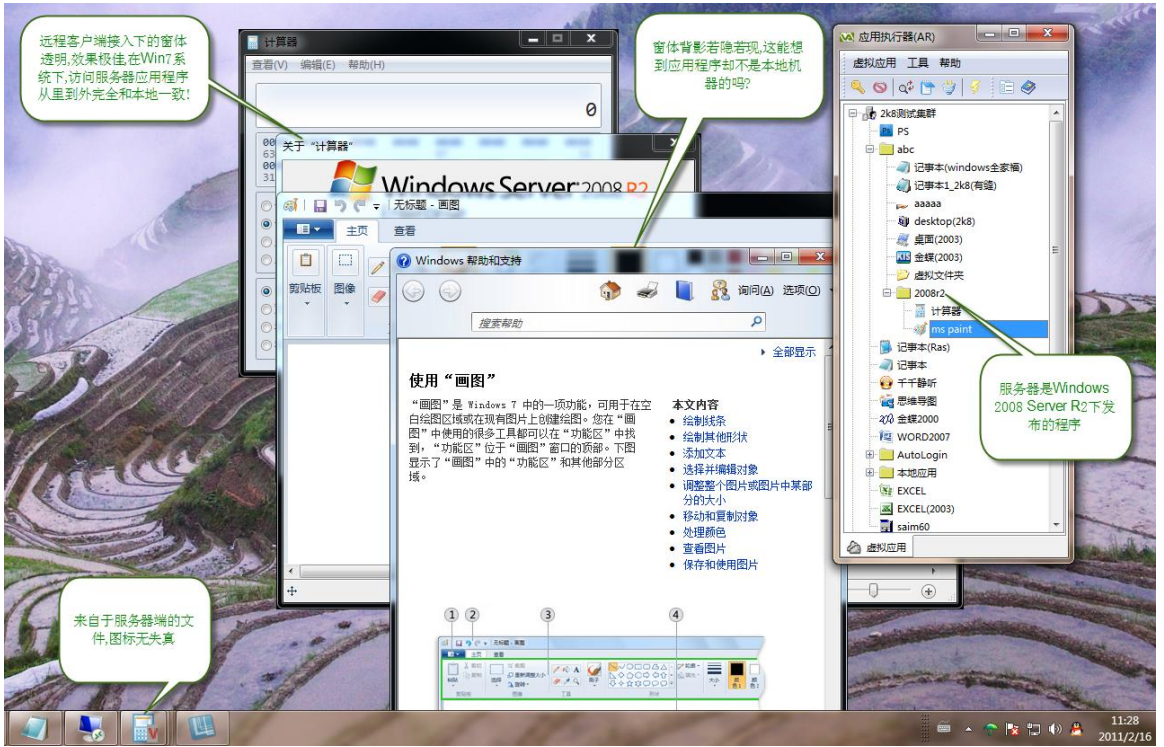 远程客户端接入下的窗体
透明,效果极佳,在Win7系
统下,访问服务器应用程序
从里到外完全和本地一致!
计算器
查看(V) 编辑(E) 帮助(H)
0
关于 “计算器”
Windows Server 2008 R2
无标题 - 画图
主页 查看
剪贴板 图像
窗体背影若隐若现,这能想
到应用程序却不是本地机
器的吗?
Windows 帮助和支持
询问(A) 选项(O)
搜索帮助
全部显示
使用“画图”
“画图”是 Windows 7 中的一项功能，可用于在空
白绘图区域或在现有图片上创建绘图。您在“画
图”中使用的很多工具都可以在“功能区”中找
到，“功能区”位于“画图”窗口的顶部。下图
显示了“画图”中的“功能区”和其他部分区
域。
本文内容
绘制线条
绘制其他形状
添加文本
选择并编辑对象
调整整个图片或图片中某部
分的大小
移动和复制对象
处理颜色
查看图片
保存和使用图片
1 2 3 4
无标题 - 画图
主页 查看
应用执行器(AR)
虚拟应用 工具 帮助
2k8测试集群
PS
abc
记事本(windows全家福)
记事本1_2k8(有缝)
aaaaa
desktop(2k8)
桌面(2003)
金蝶(2003)
虚拟文件夹
2008r2
计算器
ms paint
记事本(Ras)
记事本
千千静听
思维导图
金蝶2000
WORD2007
AutoLogin
本地应用
EXCEL
EXCEL(2003)
saim60
虚拟应用
服务器是Windows
2008 Server R2下发
布的程序
来自于服务器端的文
件,图标无失真
11:28
2011/2/16